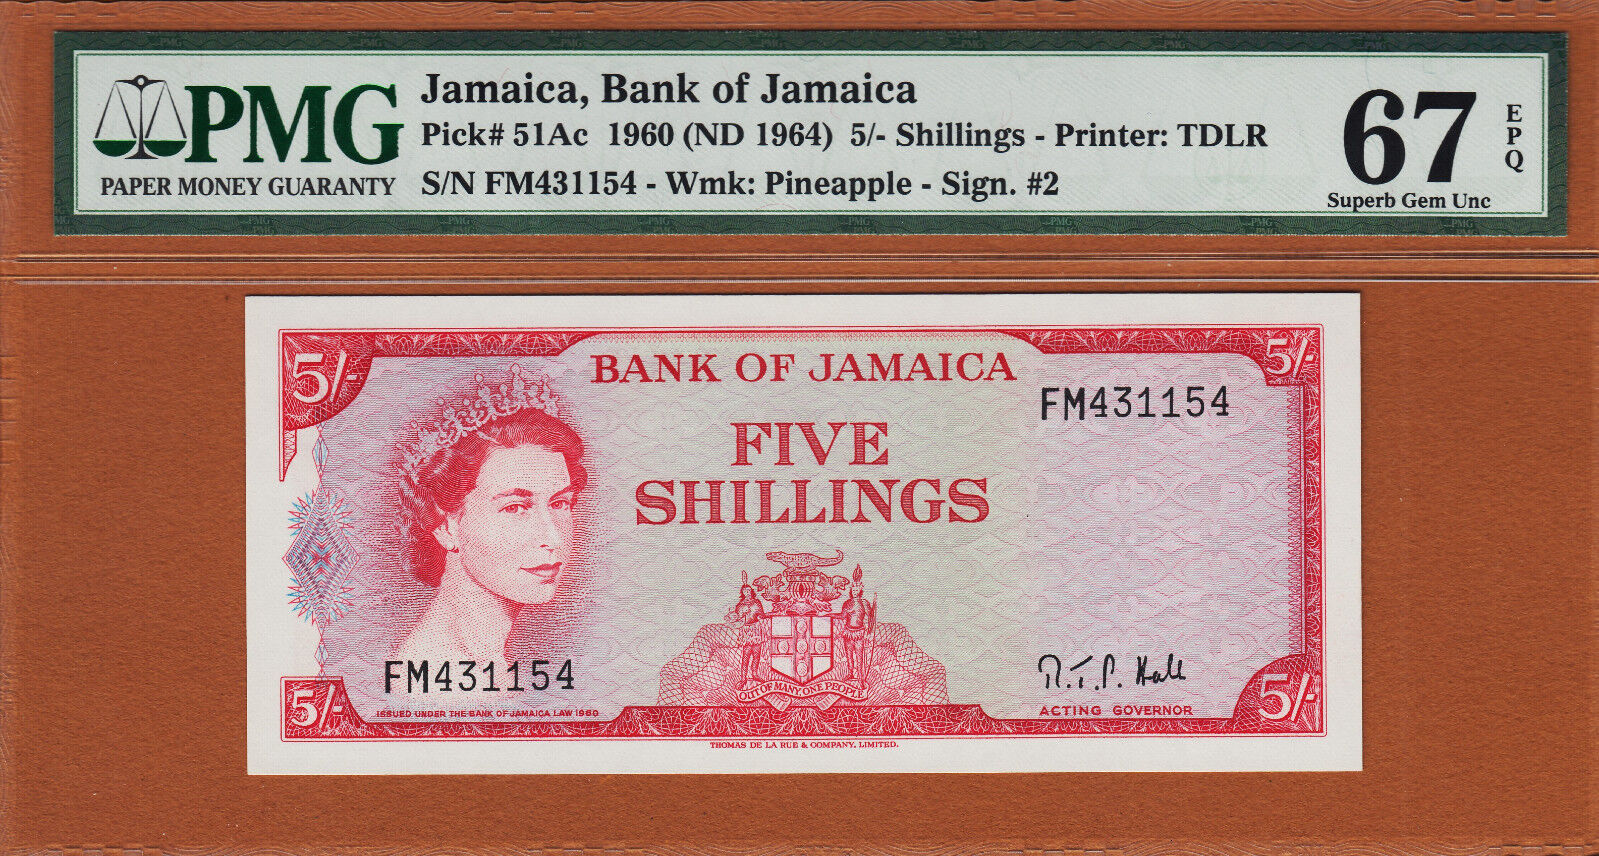 PMG
PAPER MONEY GUARANTY
Jamaica, Bank of Jamaica
Pick# 51Ac 1960 (ND 1964) 5/- Shillings - Printer: TDLR
S/N FM431154 - Wmk: Pineapple - Sign. #2
67
EPQ
Superb Gem Unc
5/-
5/-
BANK OF JAMAICA
FM431154
FIVE
SHILLINGS
OUT OF MANY, ONE PEOPLE
FM431154
R.T.P. Hall
ISSUED UNDER THE BANK OF JAMAICA LAW 1960
ACTING GOVERNOR
5/-
5/-
THOMAS DE LA RUE & COMPANY, LIMITED.